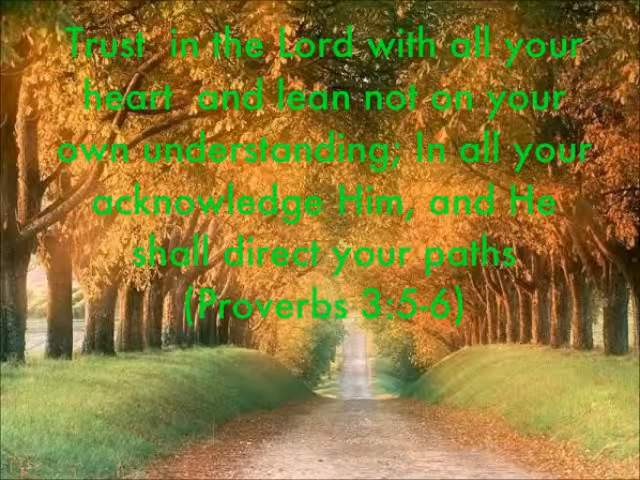 Trust in the Lord with all your
heart and lean not on your
own understanding; In all your
acknowledge Him, and He
shall direct your paths
(Proverbs 3:5-6)